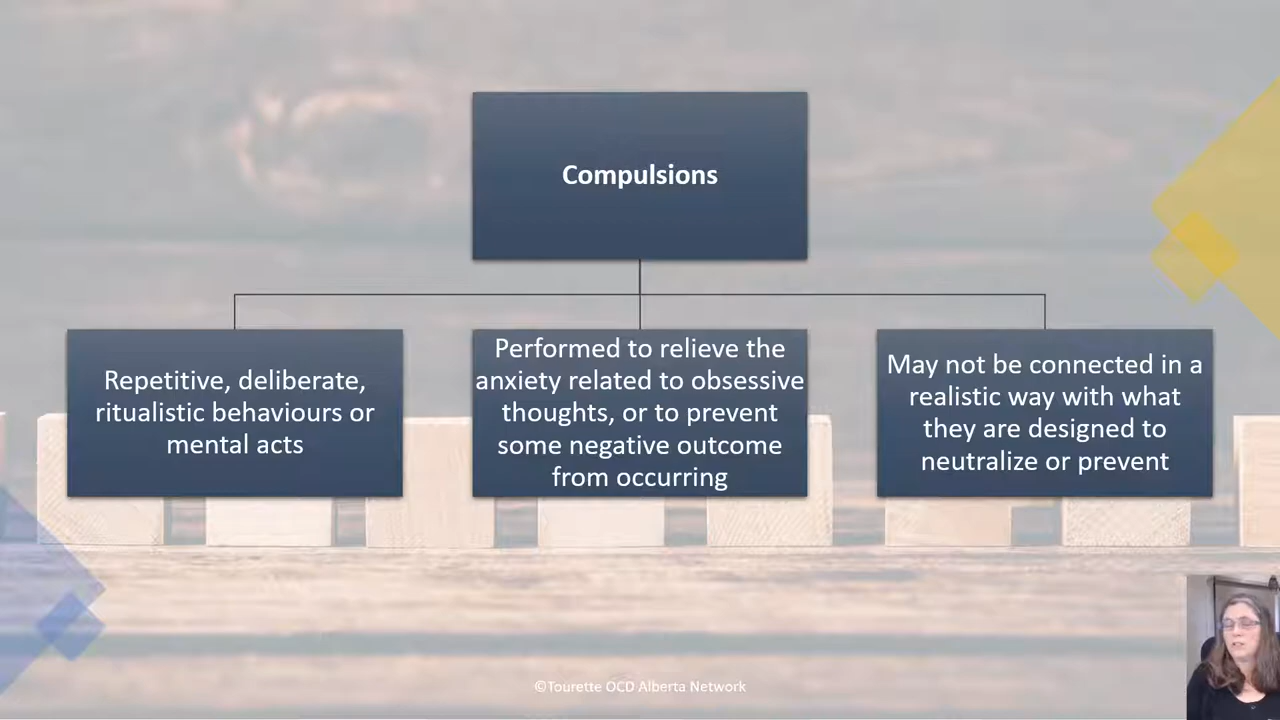 Compulsions
Repetitive, deliberate,
ritualistic behaviours or
mental acts
Performed to relieve the
anxiety related to obsessive
thoughts, or to prevent
some negative outcome
from occurring
May not be connected in a
realistic way with what
they are designed to
neutralize or prevent
©Tourette OCD Alberta Network